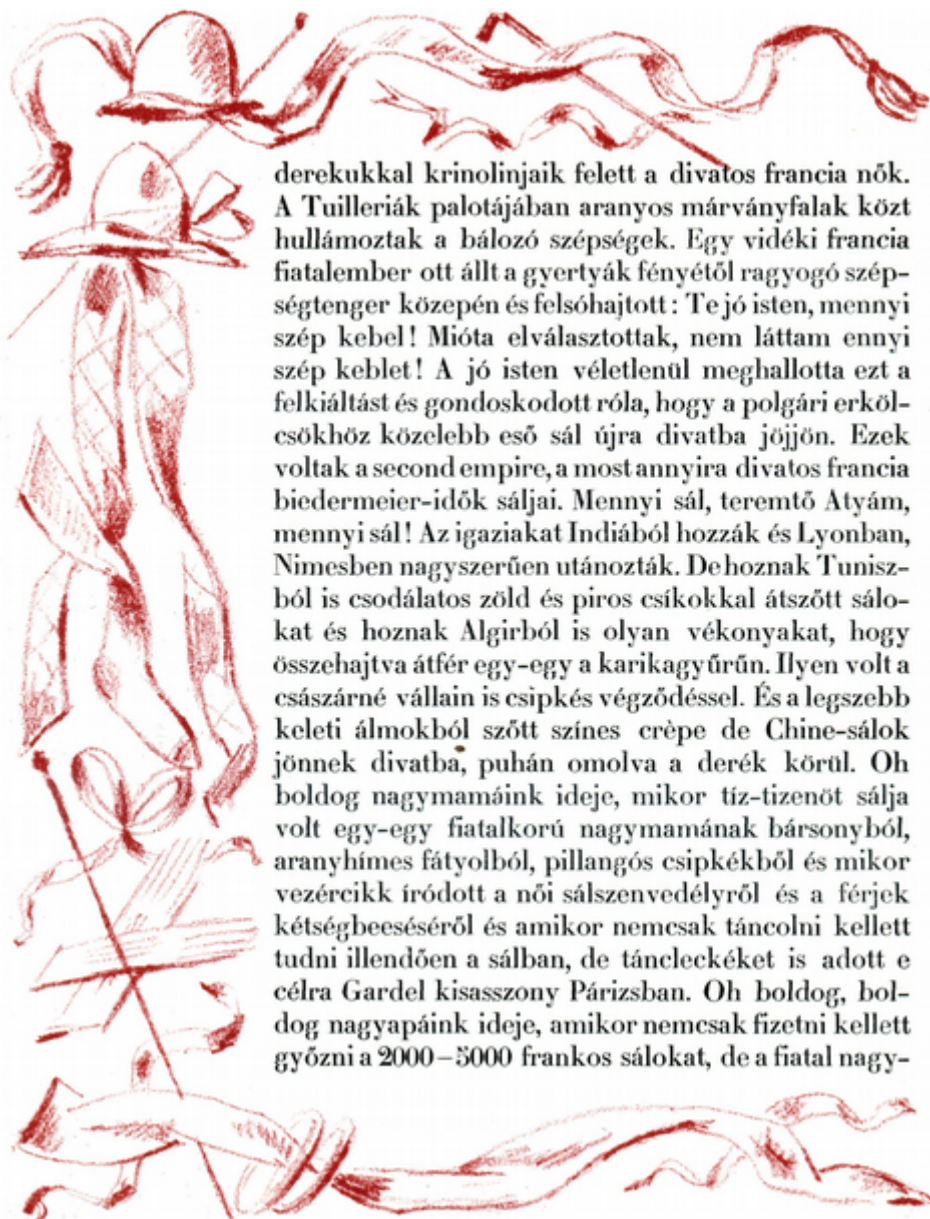 derekukkal krinolinjaik felett a divatos francia nők.
A Tuilleriák palotájában aranyos márványfalak közt
hullámoztak a bálozó szépségek. Egy vidéki francia
fiatalember ott állt a gyertyák fényétől ragyogó szép-
ségtenger közepén és felsóhajtott: Te jó isten, mennyi
szép kebel! Mióta elválasztottak, nem láttam ennyi
szép keblet! A jó isten véletlenül meghallotta ezt a
felkiáltást és gondoskodott róla, hogy a polgári erköl-
csökhöz közelebb eső sál újra divatba jöjjön. Ezek
voltak a second empire, a most annyira divatos francia
biedermeier-idők sáljai. Mennyi sál, teremtő Atyám,
mennyi sál! Az igaziakat Indiából hozzák és Lyonban,
Nimesben nagyszerűen utánozták. De hoznak Tunisz-
ból is csodálatos zöld és piros csíkokkal átszőtt sálo-
kat és hoznak Algirból is olyan vékonyakat, hogy
összehajtva átfér egy-egy a karikagyűrűn. Ilyen volt a
császárné vállain is csipkés végződéssel. És a legszebb
keleti álmokból szőtt színes crèpe de Chine-sálok
jönnek divatba, puhán omolva a derék körül. Oh
boldog nagymamáink ideje, mikor tíz-tizenöt sálja
volt egy-egy fiatalkorú nagymamának bársonyból,
aranyhímes fátyolból, pillangós csipkékből és mikor
vezércikk íródott a női sálszenvedélyről és a férjek
kétségbeeséséről és amikor nemcsak táncolni kellett
tudni illendően a sálban, de táncleckéket is adott e
célra Gardel kisasszony Párizsban. Oh boldog, bol-
dog nagyapáink ideje, amikor nemcsak fizetni kellett
győzni a 2000–5000 frankos sálokat, de a fiatal nagy-